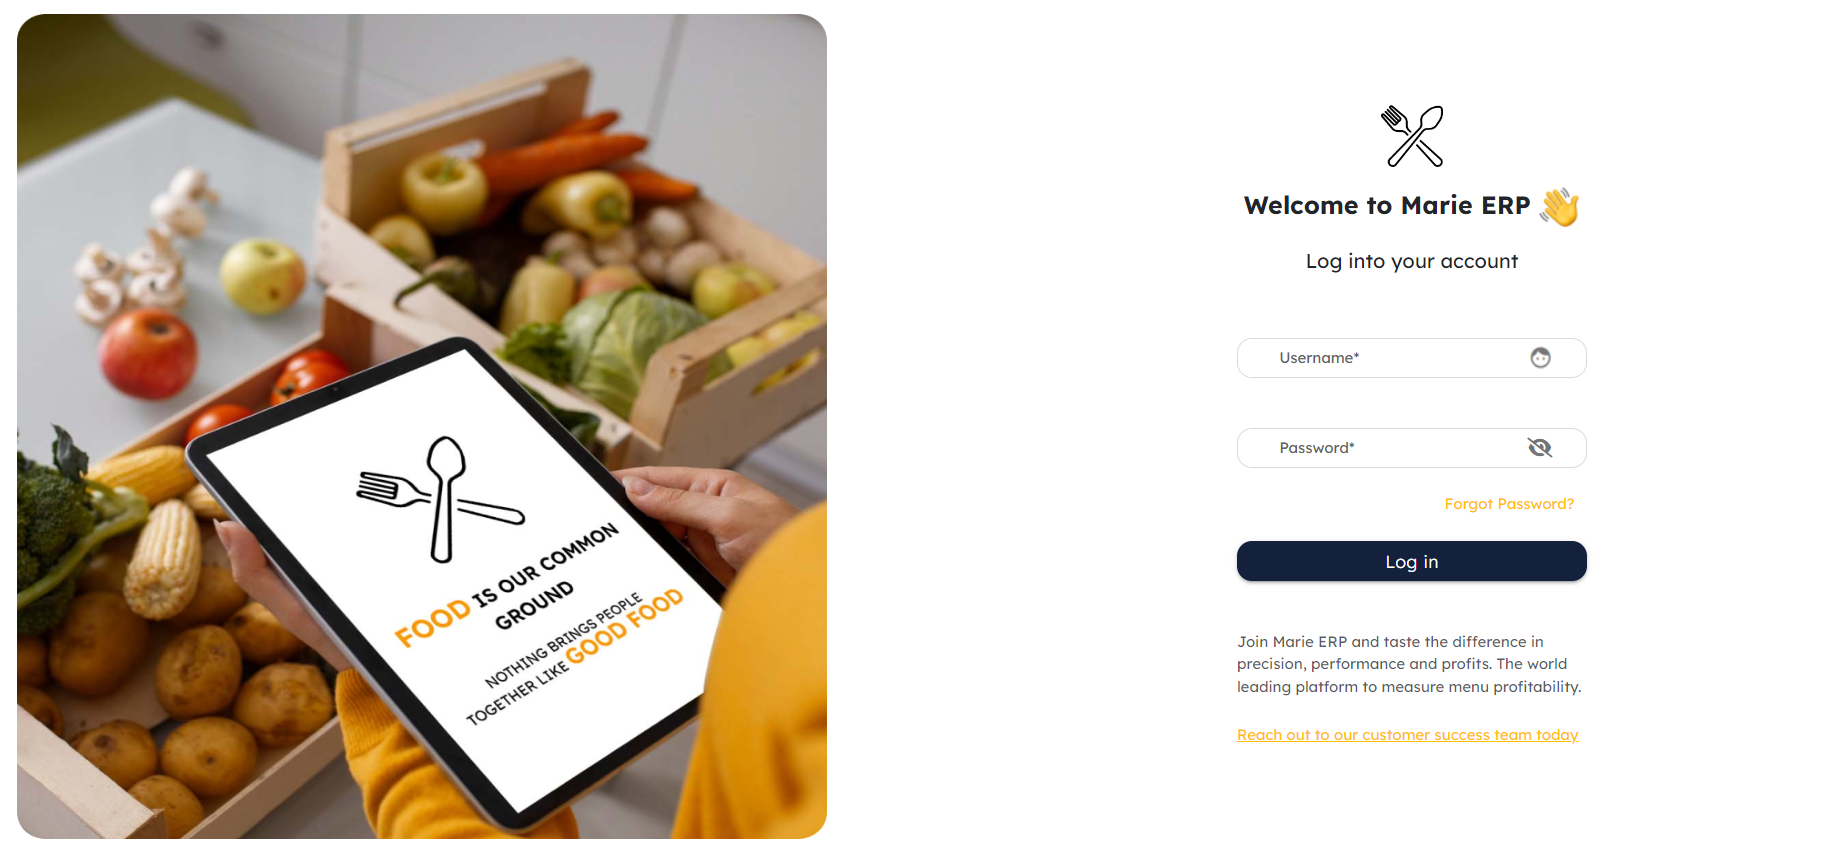 FOOD IS OUR COMMON
GROUND
NOTHING BRINGS PEOPLE
TOGETHER LIKE GOOD FOOD
Welcome to Marie ERP 👋
Log into your account
Username*
Password*
Forgot Password?
Log in
Join Marie ERP and taste the difference in
precision, performance and profits. The world
leading platform to measure menu profitability.
Reach out to our customer success team today